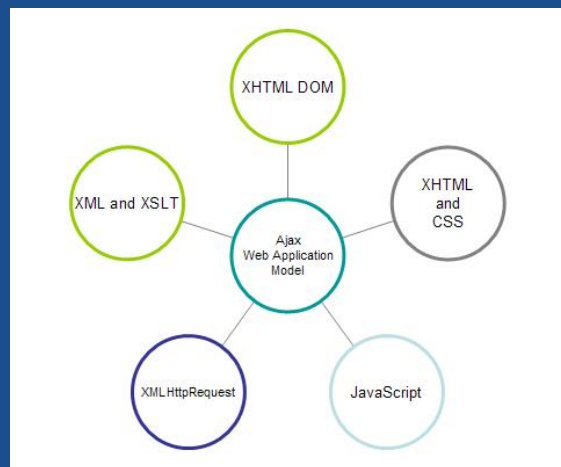 XHTML DOM
XML and XSLT
XHTML
and
CSS
Ajax
Web Application
Model
XMLHttpRequest
JavaScript